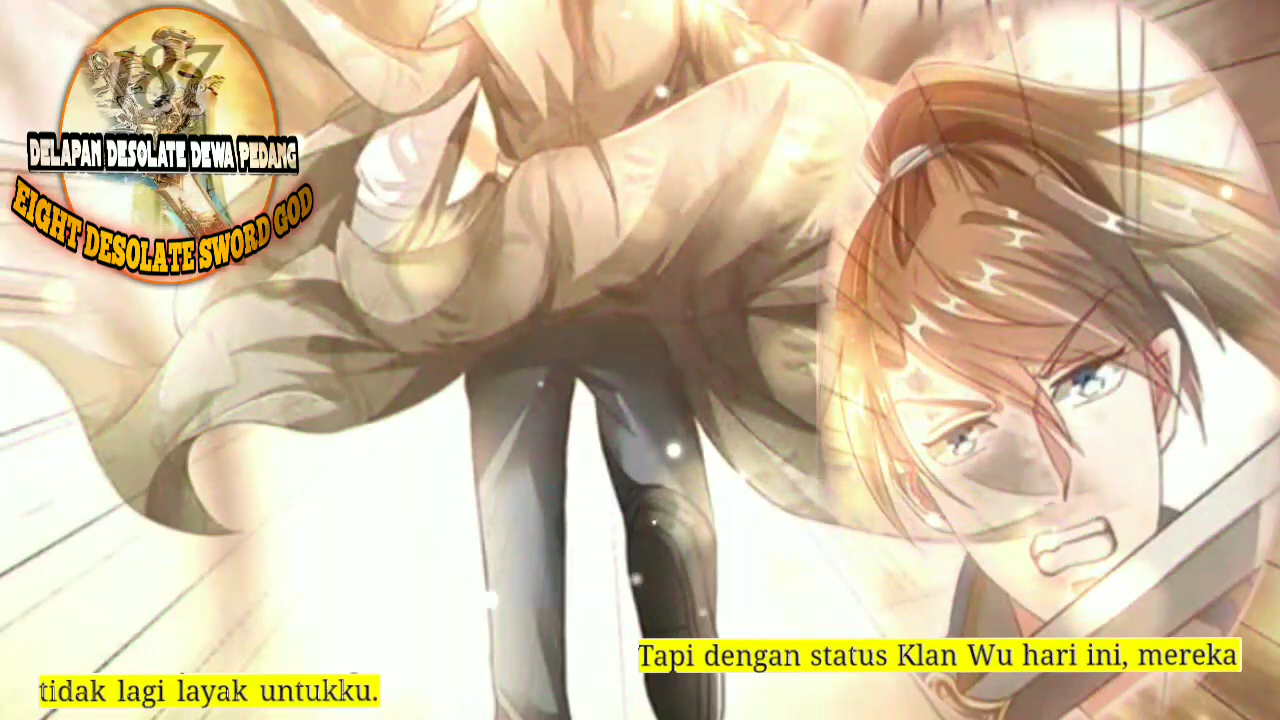 187
DELAPAN DESOLATE DEWA PEDANG
EIGHT DESOLATE SWORD GOD
Tapi dengan status Klan Wu hari ini, mereka
tidak lagi layak untukku.